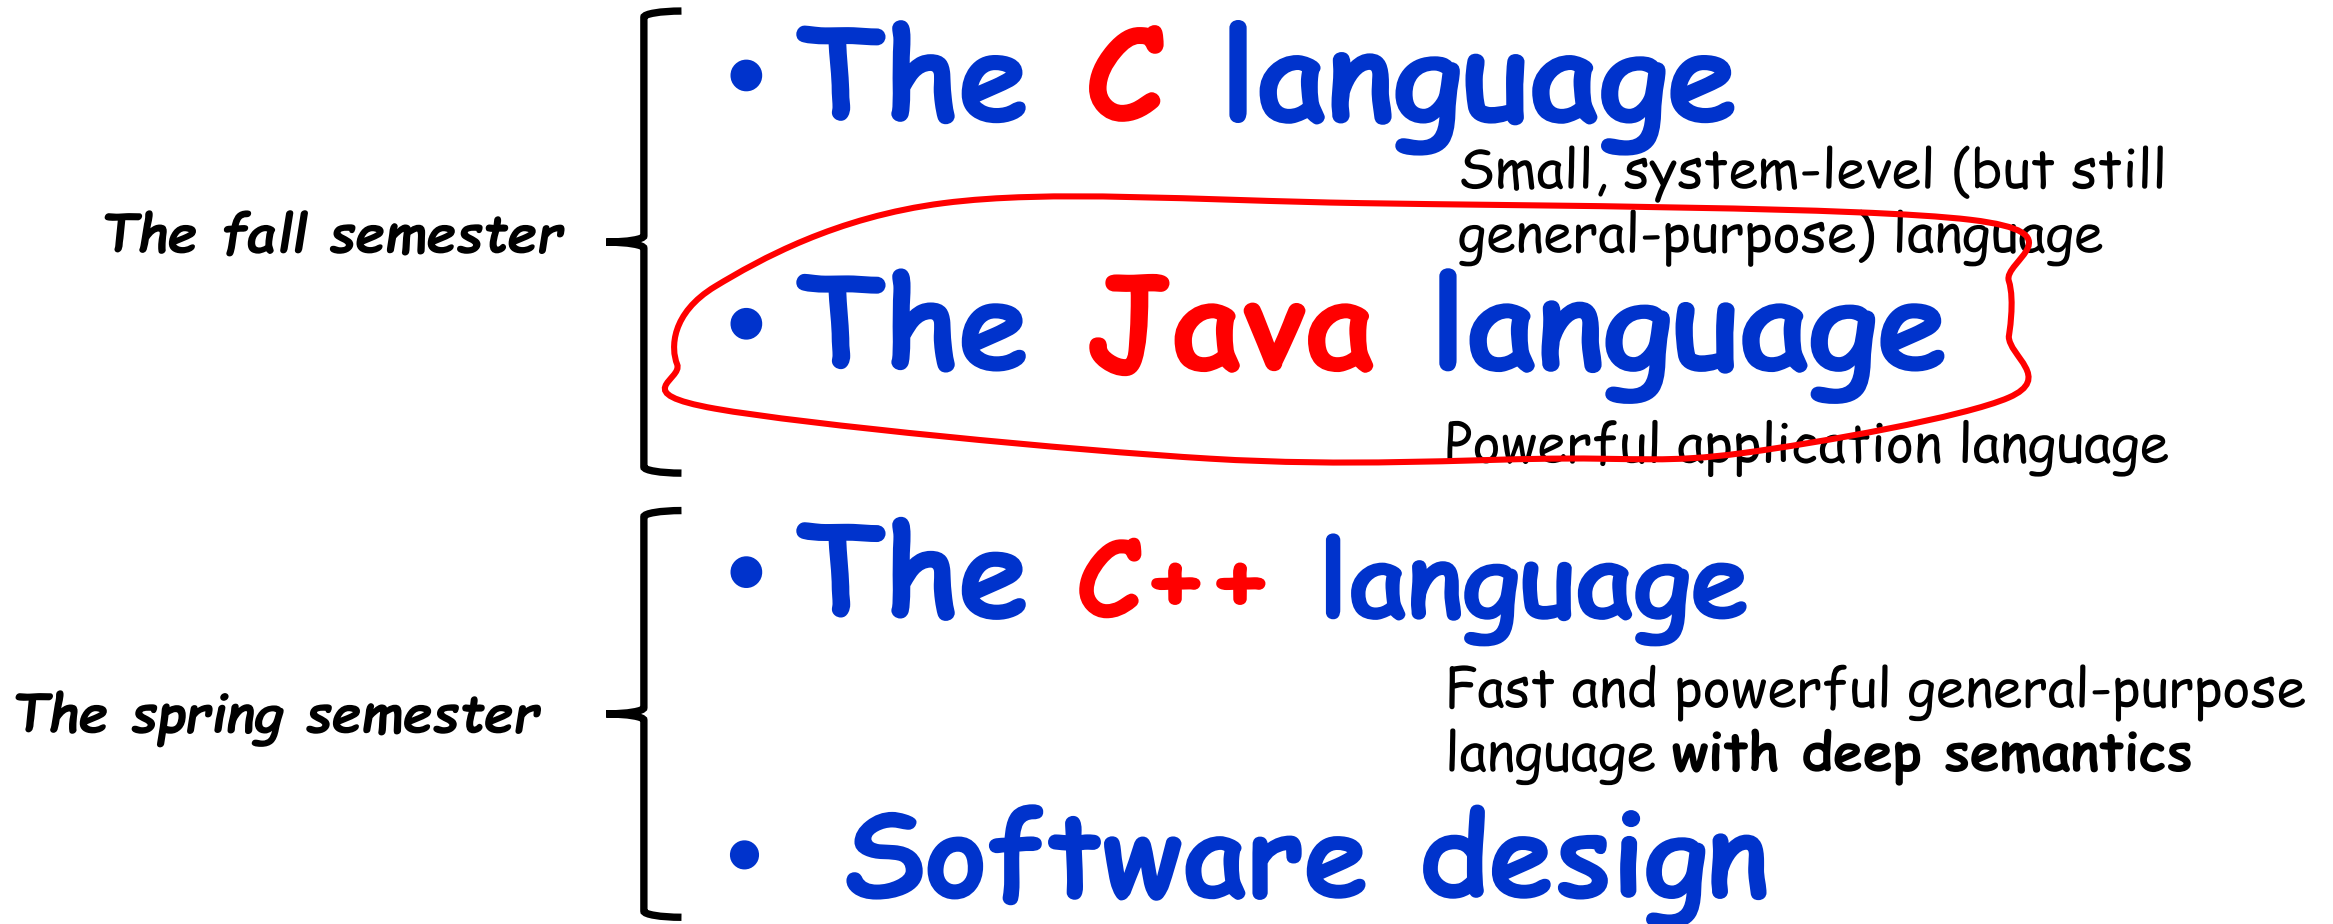 • The C language
Small, system-level (but still
general-purpose) language
The fall semester
• The Java language
Powerful application language
• The C++ language
Fast and powerful general-purpose
language with deep semantics
The spring semester
• Software design